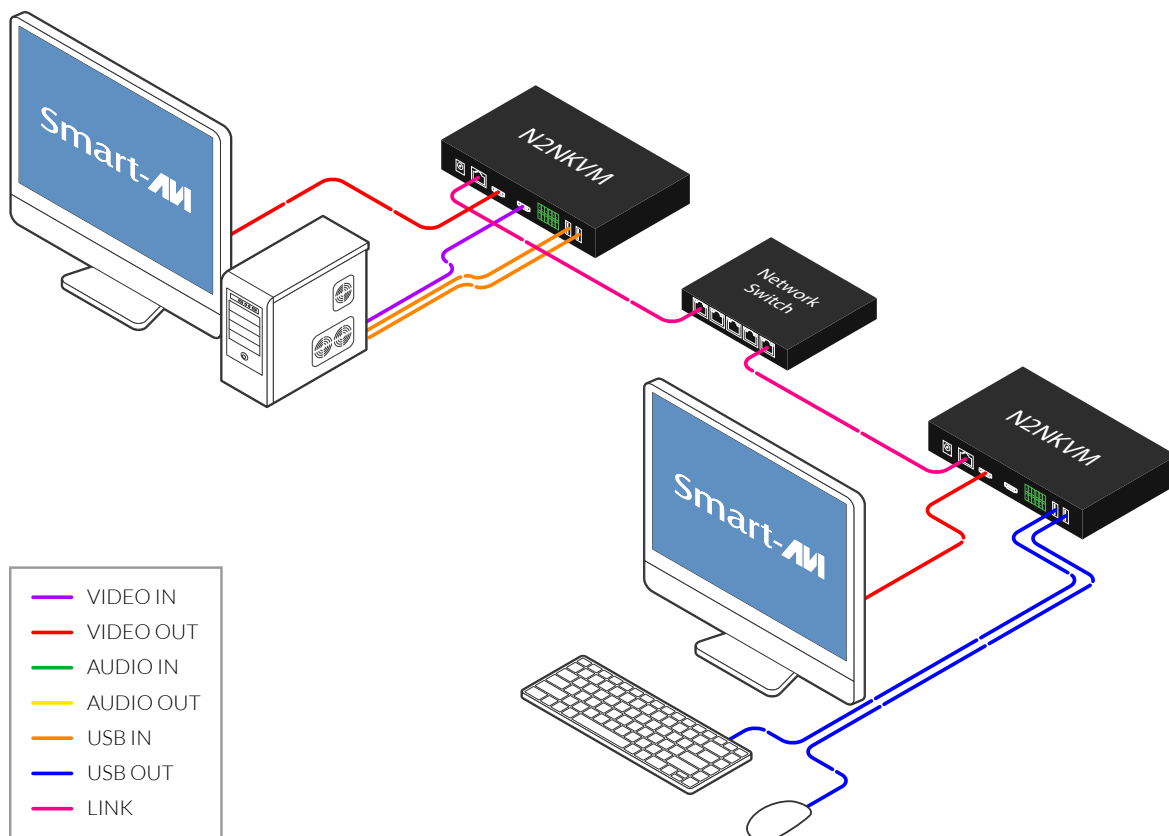 Smart-AVI
N2NKVM
Network
Switch
N2NKVM
Smart-AVI
VIDEO IN
VIDEO OUT
AUDIO IN
AUDIO OUT
USB IN
USB OUT
LINK